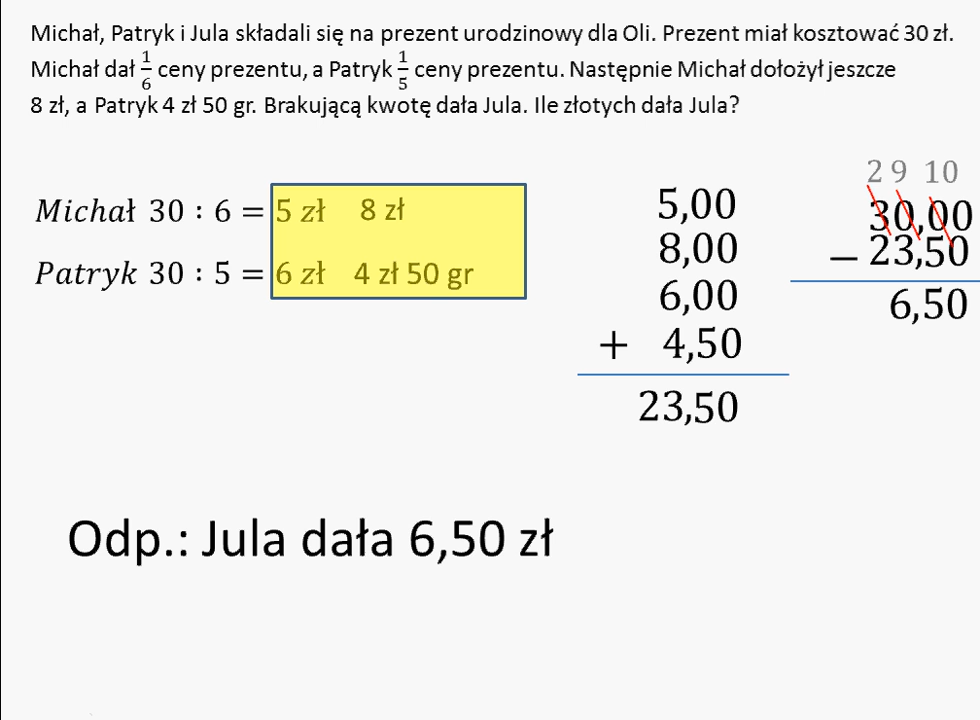 Michał, Patryk i Jula składali się na prezent urodzinowy dla Oli. Prezent miał kosztować 30 zł.
Michał dał 1/6 ceny prezentu, a Patryk 1/5 ceny prezentu. Następnie Michał dołożył jeszcze
8 zł, a Patryk 4 zł 50 gr. Brakującą kwotę dała Jula. Ile złotych dała Jula?
Michał 30 : 6 = 5 zł 8 zł
Patryk 30 : 5 = 6 zł 4 zł 50 gr
5,00
8,00
6,00
+ 4,50
23,50
2 9 10
30,00
– 23,50
6,50
Odp.: Jula dała 6,50 zł